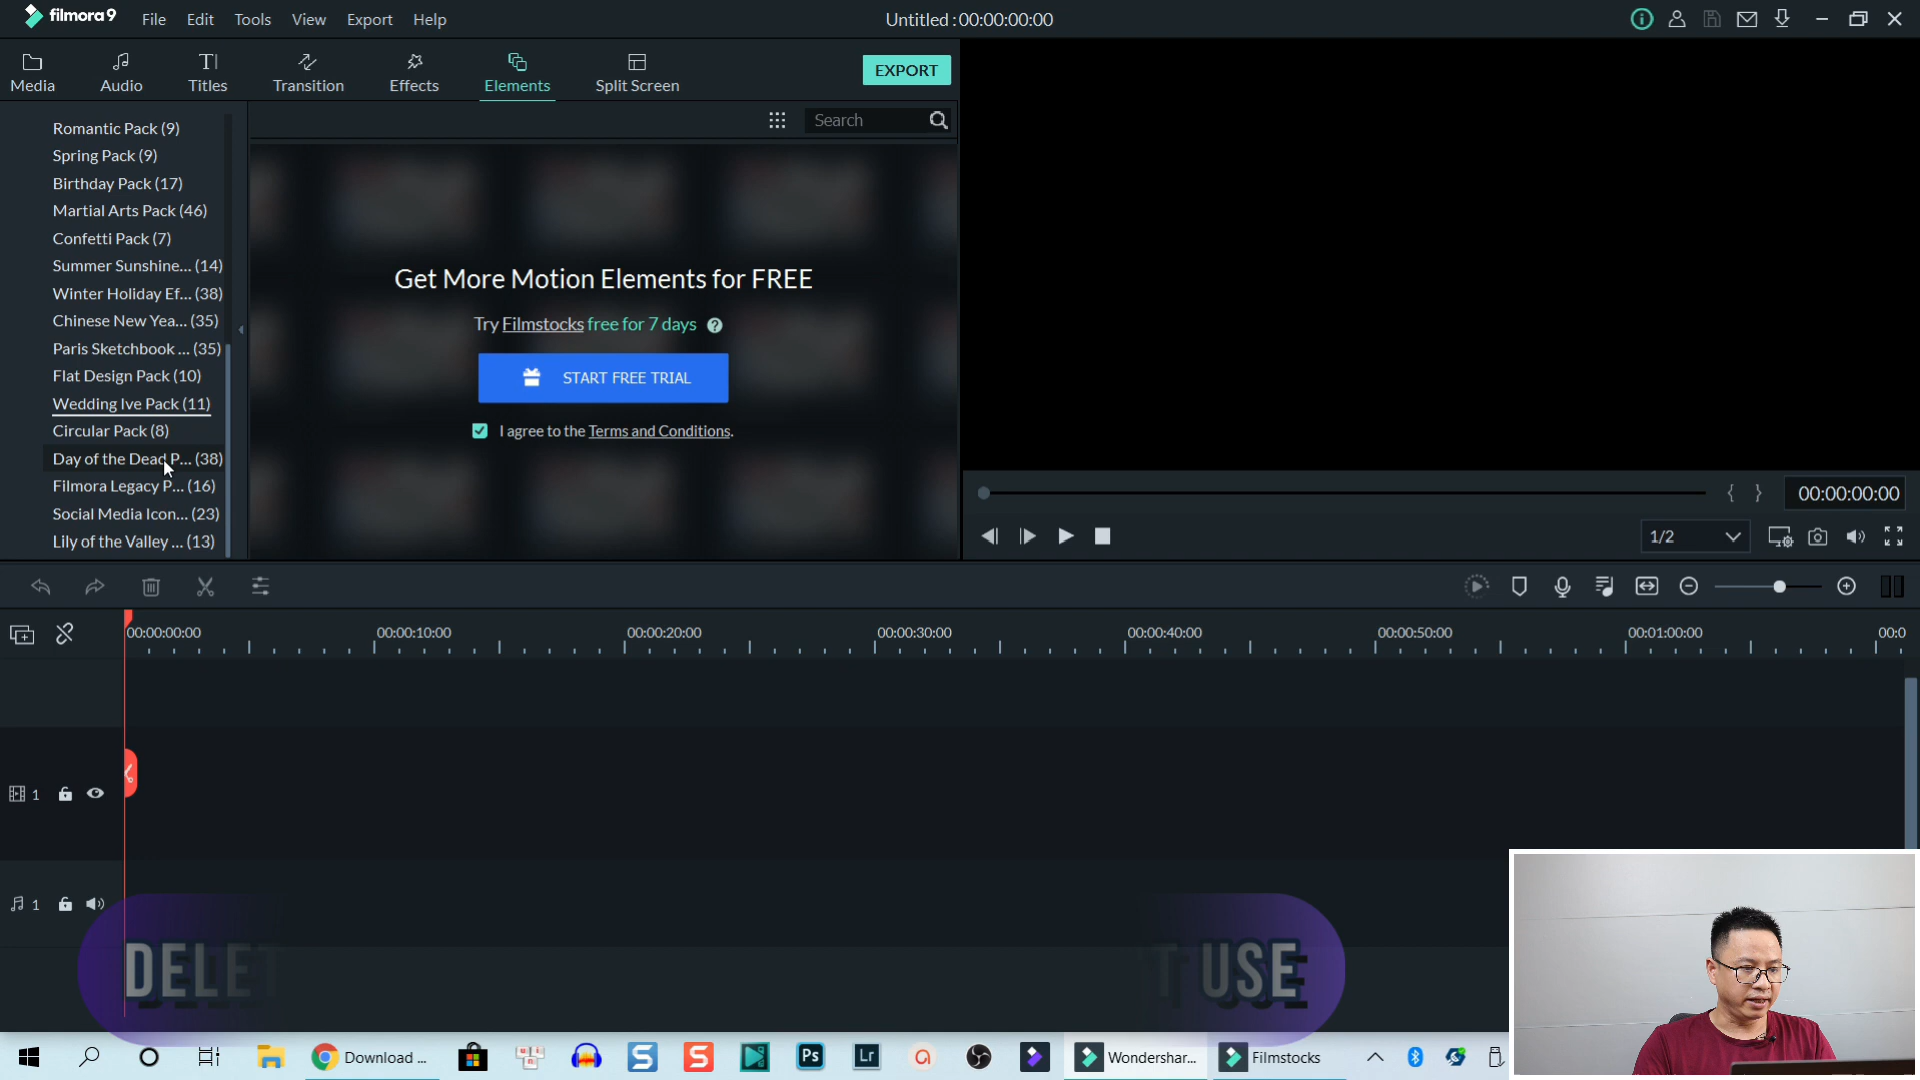 filmora9 File Edit Tools View Export Help Untitled : 00:00:00:00
Media Audio Titles Transition Effects Elements Split Screen EXPORT
Search
Romantic Pack (9)
Spring Pack (9)
Birthday Pack (17)
Martial Arts Pack (46)
Confetti Pack (7)
Summer Sunshine... (14)
Winter Holiday Ef... (38)
Chinese New Yea... (35)
Paris Sketchbook ... (35)
Flat Design Pack (10)
Wedding Ive Pack (11)
Circular Pack (8)
Day of the Dead P... (38)
Filmora Legacy P... (16)
Social Media Icon... (23)
Lily of the Valley ... (13)
Get More Motion Elements for FREE
Try Filmstocks free for 7 days ?
START FREE TRIAL
I agree to the Terms and Conditions.
{ } 00:00:00:00
1/2
00:00:00:00 00:00:10:00 00:00:20:00 00:00:30:00 00:00:40:00 00:00:50:00 00:01:00:00 00:0
1
1
DELET T USE
Download ... Ps Lr Wondershar... Filmstocks